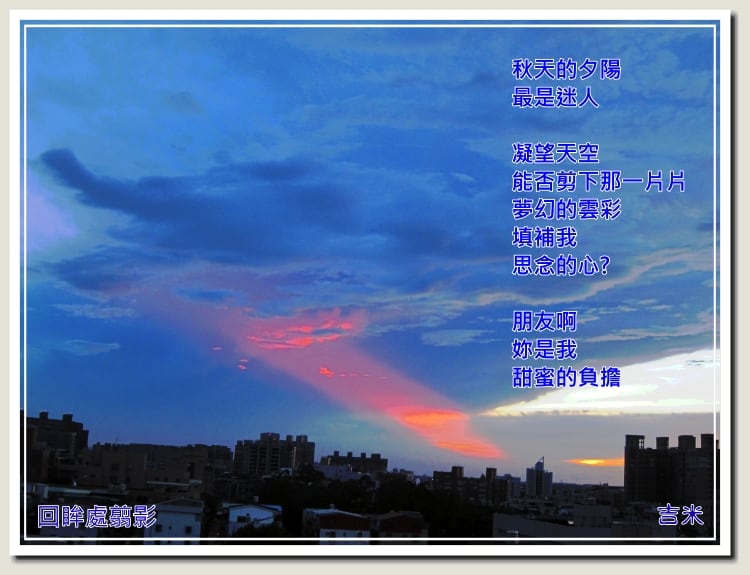 秋天的夕陽
最是迷人
凝望天空
能否剪下那一片片
夢幻的雲彩
填補我
思念的心?
朋友啊
妳是我
甜蜜的負擔
回眸處翦影
吉米